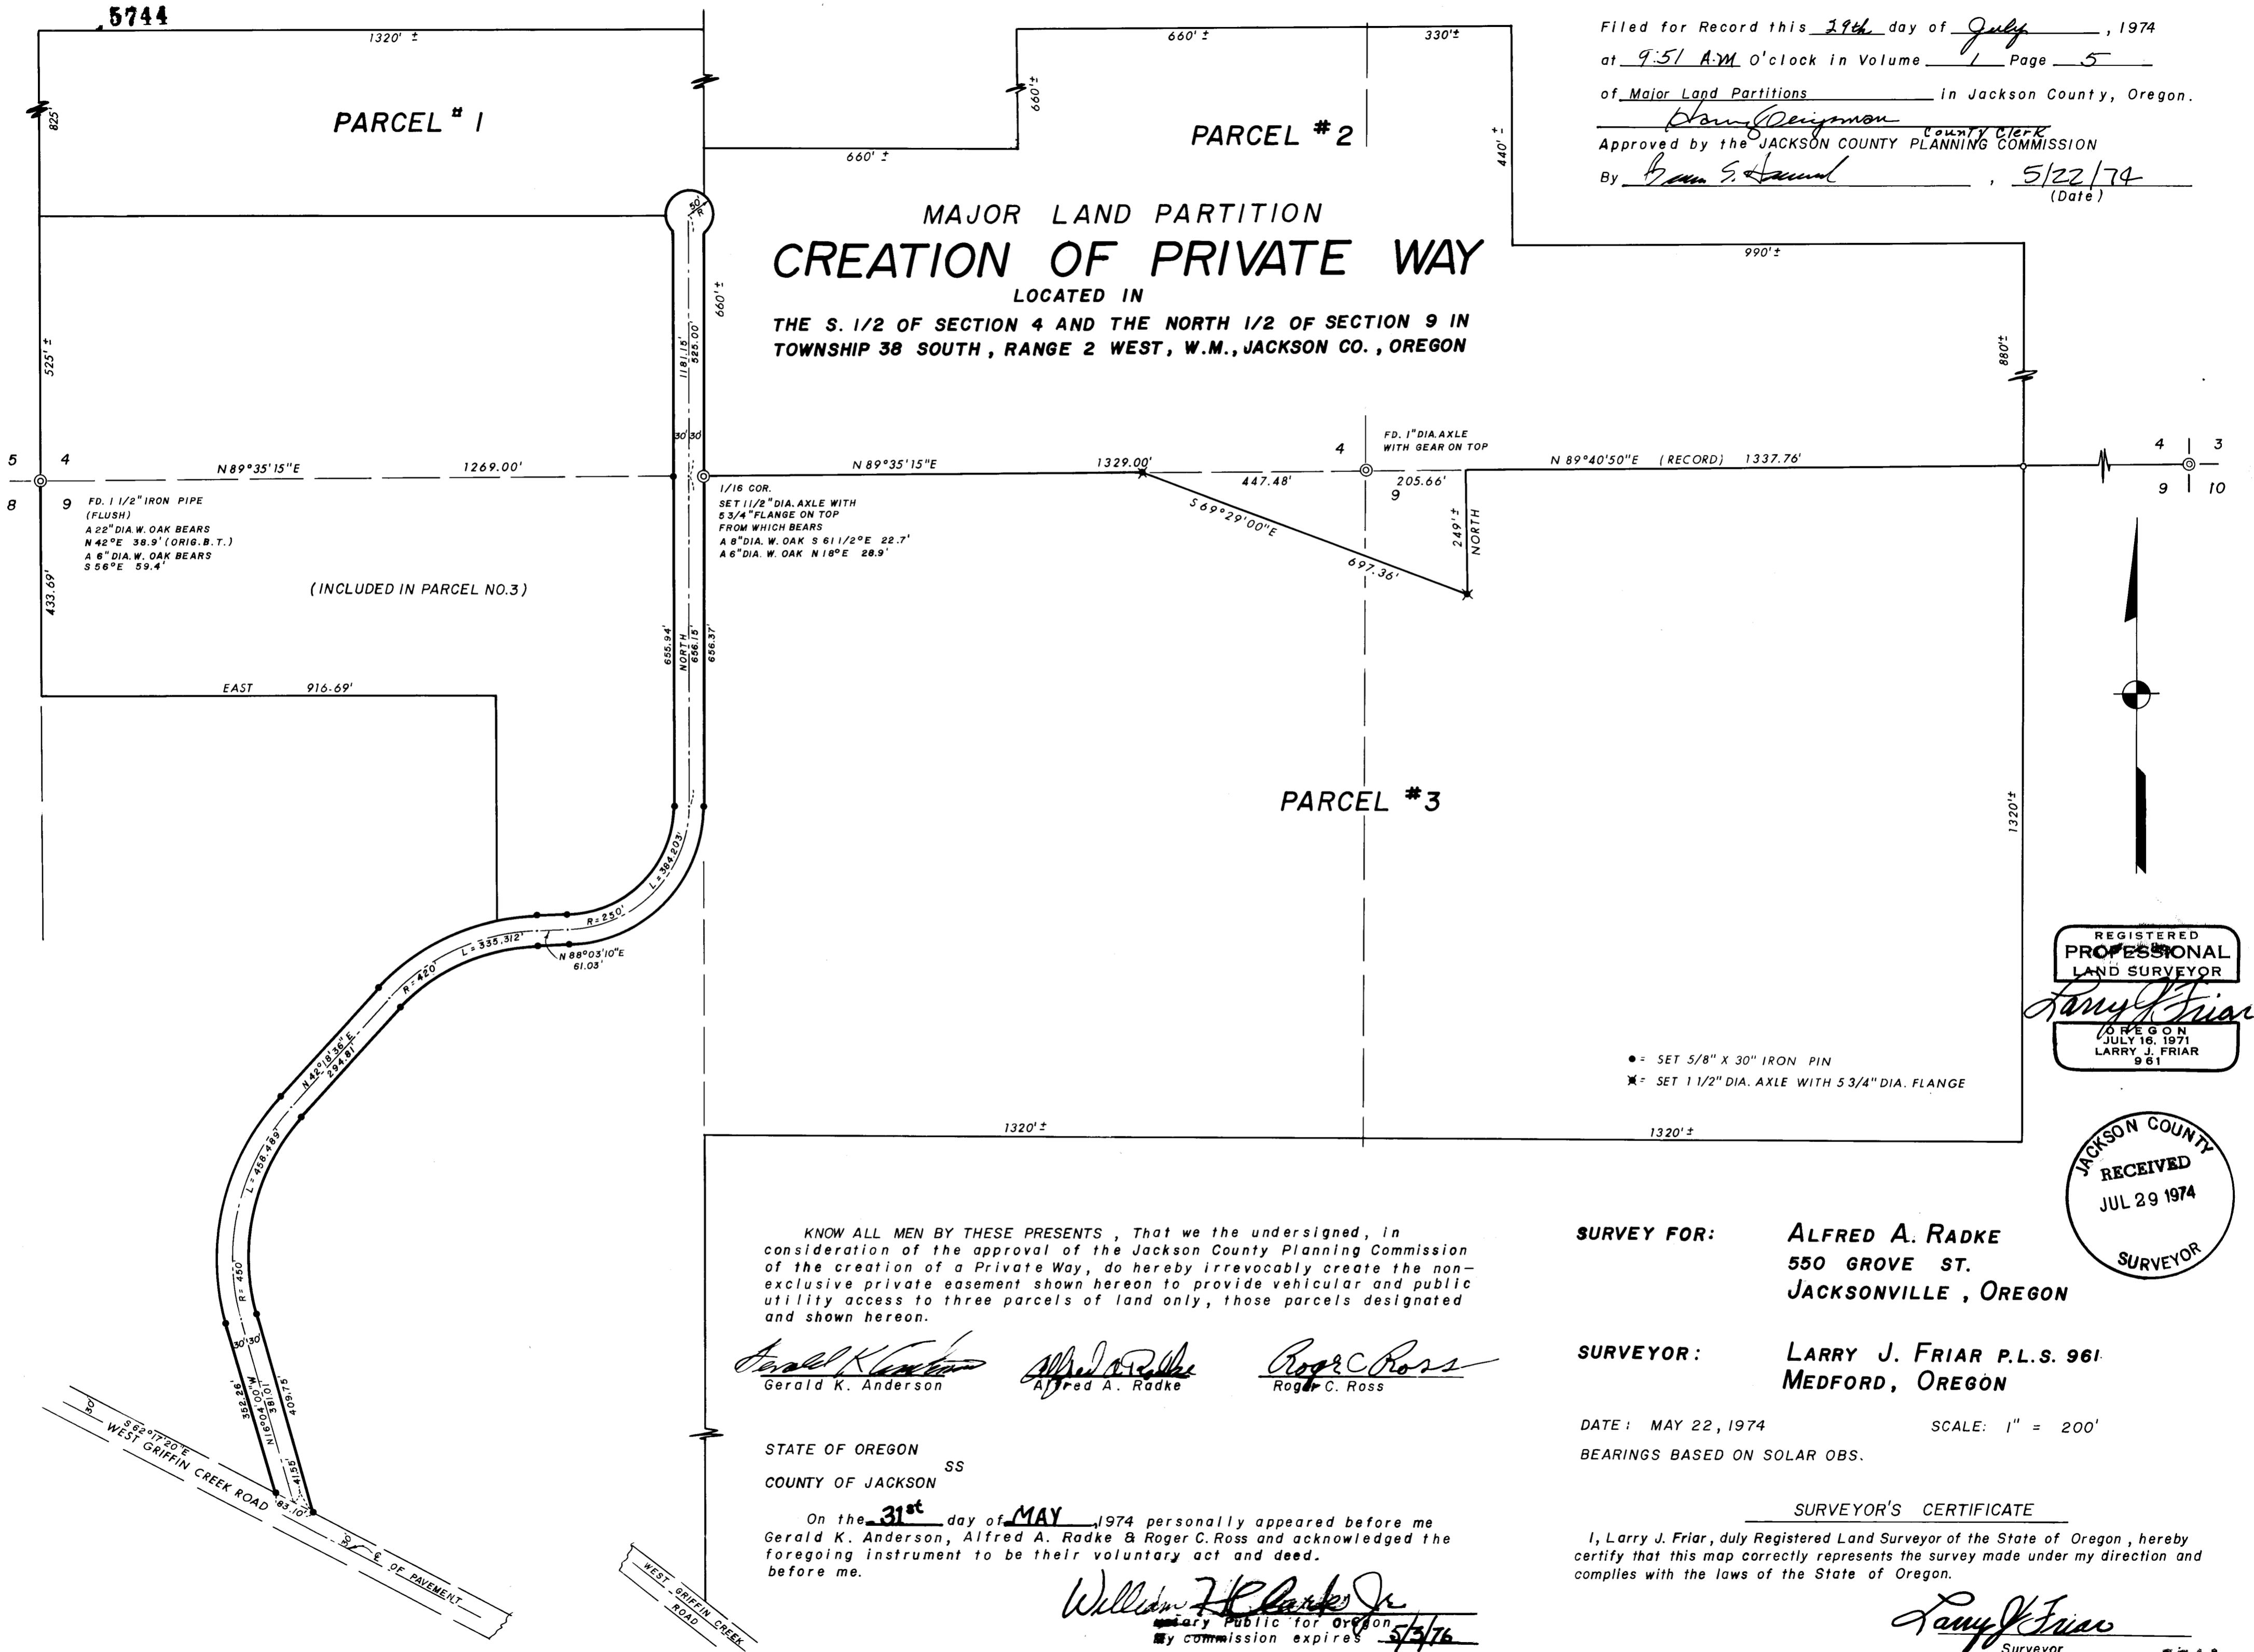 5744
1320' ±
825'
PARCEL # 1
660' ±
330'±
660'±
660' ±
PARCEL #2
440' ±
Filed for Record this 29th day of July, 1974
at 9:51 A.M O'clock in Volume 1 Page 5
of Major Land Partitions in Jackson County, Oregon.
County Clerk
Approved by the JACKSON COUNTY PLANNING COMMISSION
By , 5/22/74
(Date)
50' R
MAJOR LAND PARTITION
CREATION OF PRIVATE WAY
LOCATED IN
THE S. 1/2 OF SECTION 4 AND THE NORTH 1/2 OF SECTION 9 IN
TOWNSHIP 38 SOUTH, RANGE 2 WEST, W.M., JACKSON CO., OREGON
990'±
880'±
525' ±
660'±
1181.15'
525.00'
30' 30'
5 4
8 9
N 89°35'15"E 1269.00'
FD. 1 1/2" IRON PIPE
(FLUSH)
A 22" DIA. W. OAK BEARS
N 42°E 38.9' (ORIG. B.T.)
A 6" DIA. W. OAK BEARS
S 56°E 59.4'
N 89°35'15"E 1329.00'
1/16 COR.
SET 1 1/2" DIA. AXLE WITH
5 3/4" FLANGE ON TOP
FROM WHICH BEARS
A 8" DIA. W. OAK S 61 1/2°E 22.7'
A 6" DIA. W. OAK N 18°E 28.9'
4
9
FD. 1" DIA. AXLE
WITH GEAR ON TOP
447.48'
205.66'
N 89°40'50"E (RECORD) 1337.76'
4 3
9 10
S 69°29'00"E
697.36'
249'±
NORTH
433.69'
(INCLUDED IN PARCEL NO.3)
655.94'
NORTH
656.15'
656.37'
EAST 916.69'
PARCEL #3
1320'±
L = 384.203'
R = 250'
N 88°03'10"E
61.03'
L = 335.312'
R = 420'
N 42°18'36"E
294.81'
L = 458.489'
R = 450'
30' 30'
352.26'
N 16°04'00"W
381.01'
409.75'
41.55'
83.10'
30'
S 62°17'20"E
WEST GRIFFIN CREEK ROAD
30'
℄ OF PAVEMENT
WEST GRIFFIN CREEK
ROAD
REGISTERED
PROFESSIONAL
LAND SURVEYOR
Larry J Friar
OREGON
JULY 16, 1971
LARRY J. FRIAR
961
● = SET 5/8" X 30" IRON PIN
= SET 1 1/2" DIA. AXLE WITH 5 3/4" DIA. FLANGE
1320' ±
1320' ±
JACKSON COUNTY
RECEIVED
JUL 29 1974
SURVEYOR
KNOW ALL MEN BY THESE PRESENTS, That we the undersigned, in
consideration of the approval of the Jackson County Planning Commission
of the creation of a Private Way, do hereby irrevocably create the non-
exclusive private easement shown hereon to provide vehicular and public
utility access to three parcels of land only, those parcels designated
and shown hereon.
Alfred A Radke
Roger C Ross
Gerald K. Anderson
Alfred A. Radke
Roger C. Ross
STATE OF OREGON
SS
COUNTY OF JACKSON
On the 31st day of MAY, 1974 personally appeared before me
Gerald K. Anderson, Alfred A. Radke & Roger C. Ross and acknowledged the
foregoing instrument to be their voluntary act and deed.
before me.
William H Clarke Jr
Public for Oregon
My commission expires 5/3/76
SURVEY FOR: ALFRED A. RADKE
550 GROVE ST.
JACKSONVILLE, OREGON
SURVEYOR: LARRY J. FRIAR P.L.S. 961
MEDFORD, OREGON
DATE: MAY 22, 1974
SCALE: 1" = 200'
BEARINGS BASED ON SOLAR OBS.
SURVEYOR'S CERTIFICATE
I, Larry J. Friar, duly Registered Land Surveyor of the State of Oregon, hereby
certify that this map correctly represents the survey made under my direction and
complies with the laws of the State of Oregon.
Larry J Friar
Surveyor